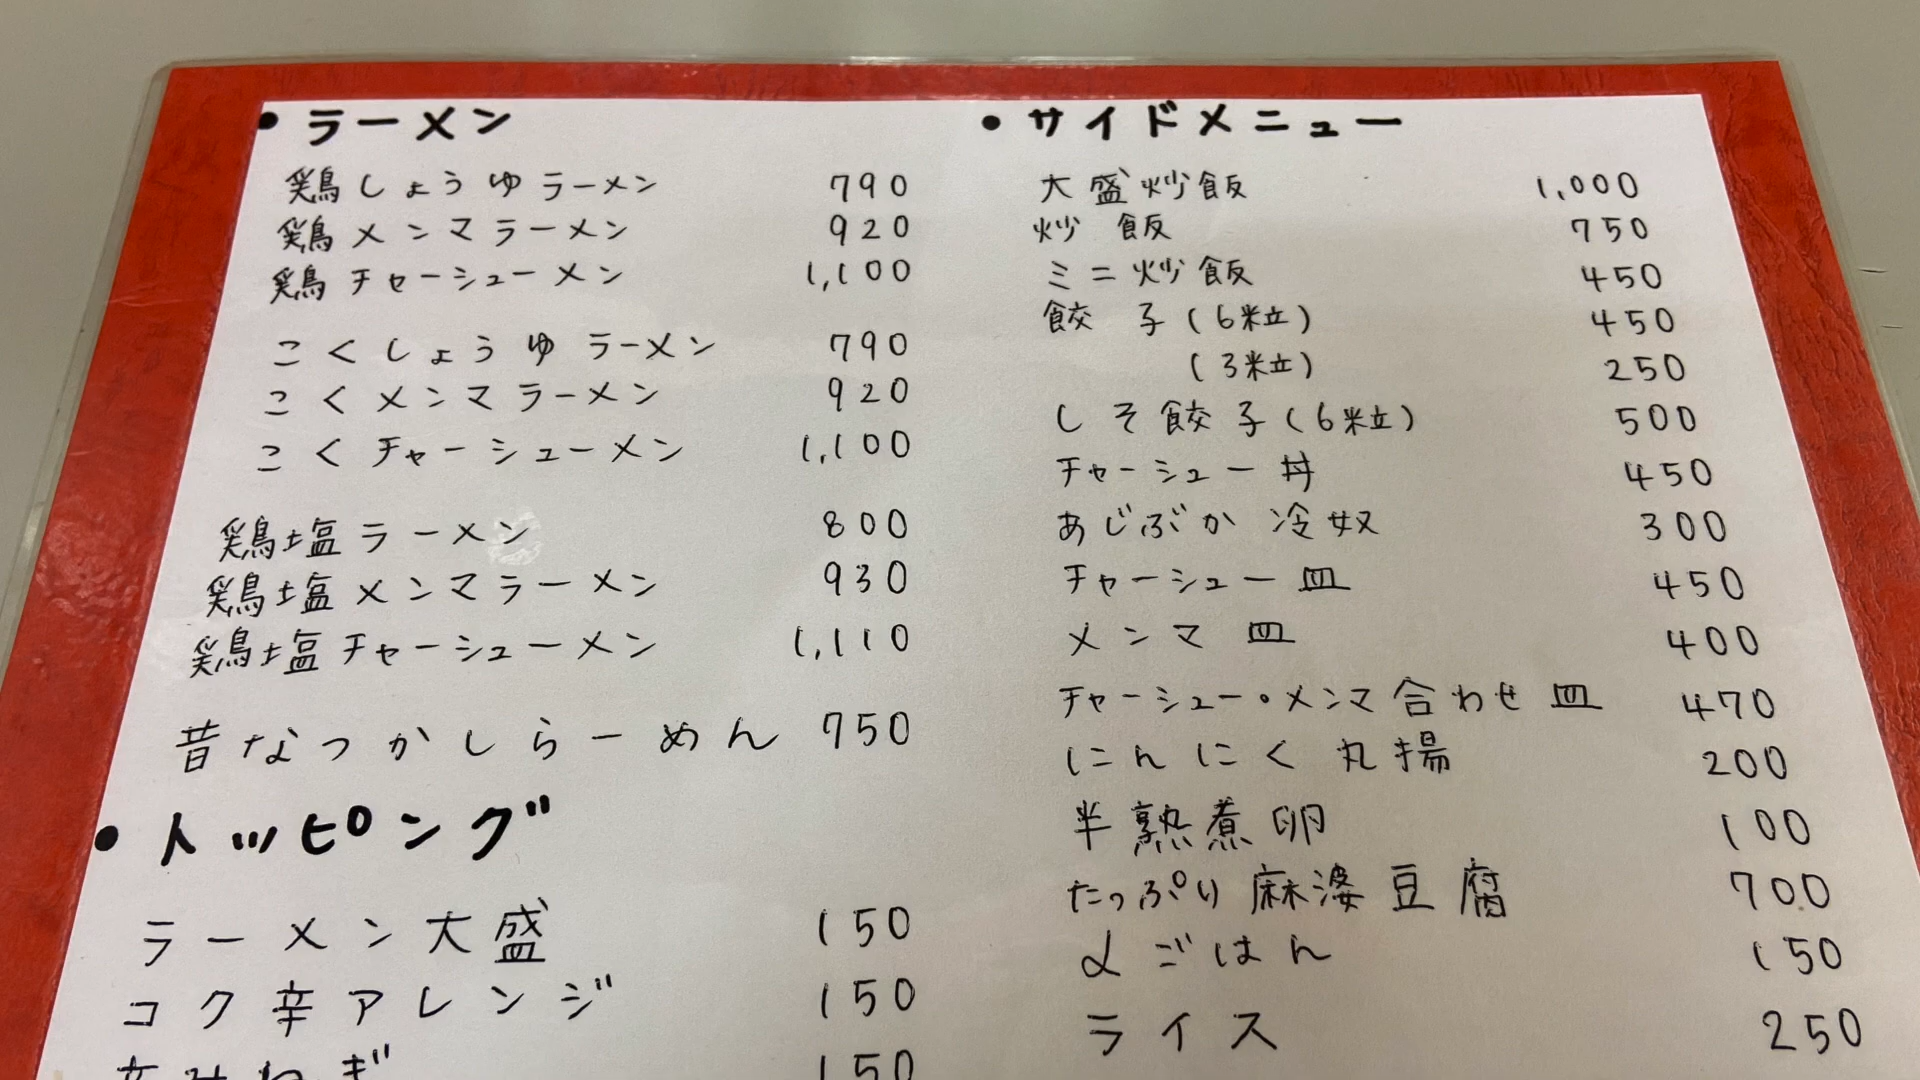 ・ラーメン
鶏しょうゆラーメン 790
鶏メンマラーメン 920
鶏チャーシューメン 1,100
こくしょうゆラーメン 790
こくメンマラーメン 920
こくチャーシューメン 1,100
鶏塩ラーメン 800
鶏塩メンマラーメン 930
鶏塩チャーシューメン 1,110
昔なつかしらーめん 750
・トッピング
ラーメン大盛 150
コク辛アレンジ 150
辛みねぎ 150
・サイドメニュー
大盛炒飯 1,000
炒飯 750
ミニ炒飯 450
餃子(6粒) 450
(3粒) 250
しそ餃子(6粒) 500
チャーシュー丼 450
あじぶか冷奴 300
チャーシュー皿 450
メンマ皿 400
チャーシュー・メンマ合わせ皿 470
にんにく丸揚 200
半熟煮卵 100
たっぷり麻婆豆腐 700
〆ごはん 150
ライス 250